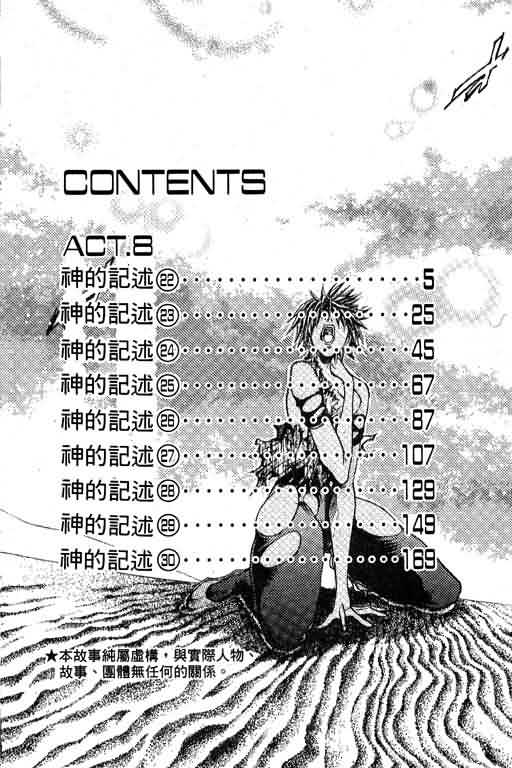 CONTENTS
ACT.8
神的記述㉒・・・・・・・・・・・・・・・・・・・・・・・5
神的記述㉓・・・・・・・・・・・・・・・・・・・・・・25
神的記述㉔・・・・・・・・・・・・・・・・・・・・・・45
神的記述㉕・・・・・・・・・・・・・・・・・・・・・・67
神的記述㉖・・・・・・・・・・・・・・・・・・・・・・87
神的記述㉗・・・・・・・・・・・・・・・・・・・・・107
神的記述㉘・・・・・・・・・・・・・・・・・・・・・129
神的記述㉙・・・・・・・・・・・・・・・・・・・・・149
神的記述㉚・・・・・・・・・・・・・・・・・・・・・169
★本故事純屬虛構，與實際人物、
故事、團體無任何的關係。